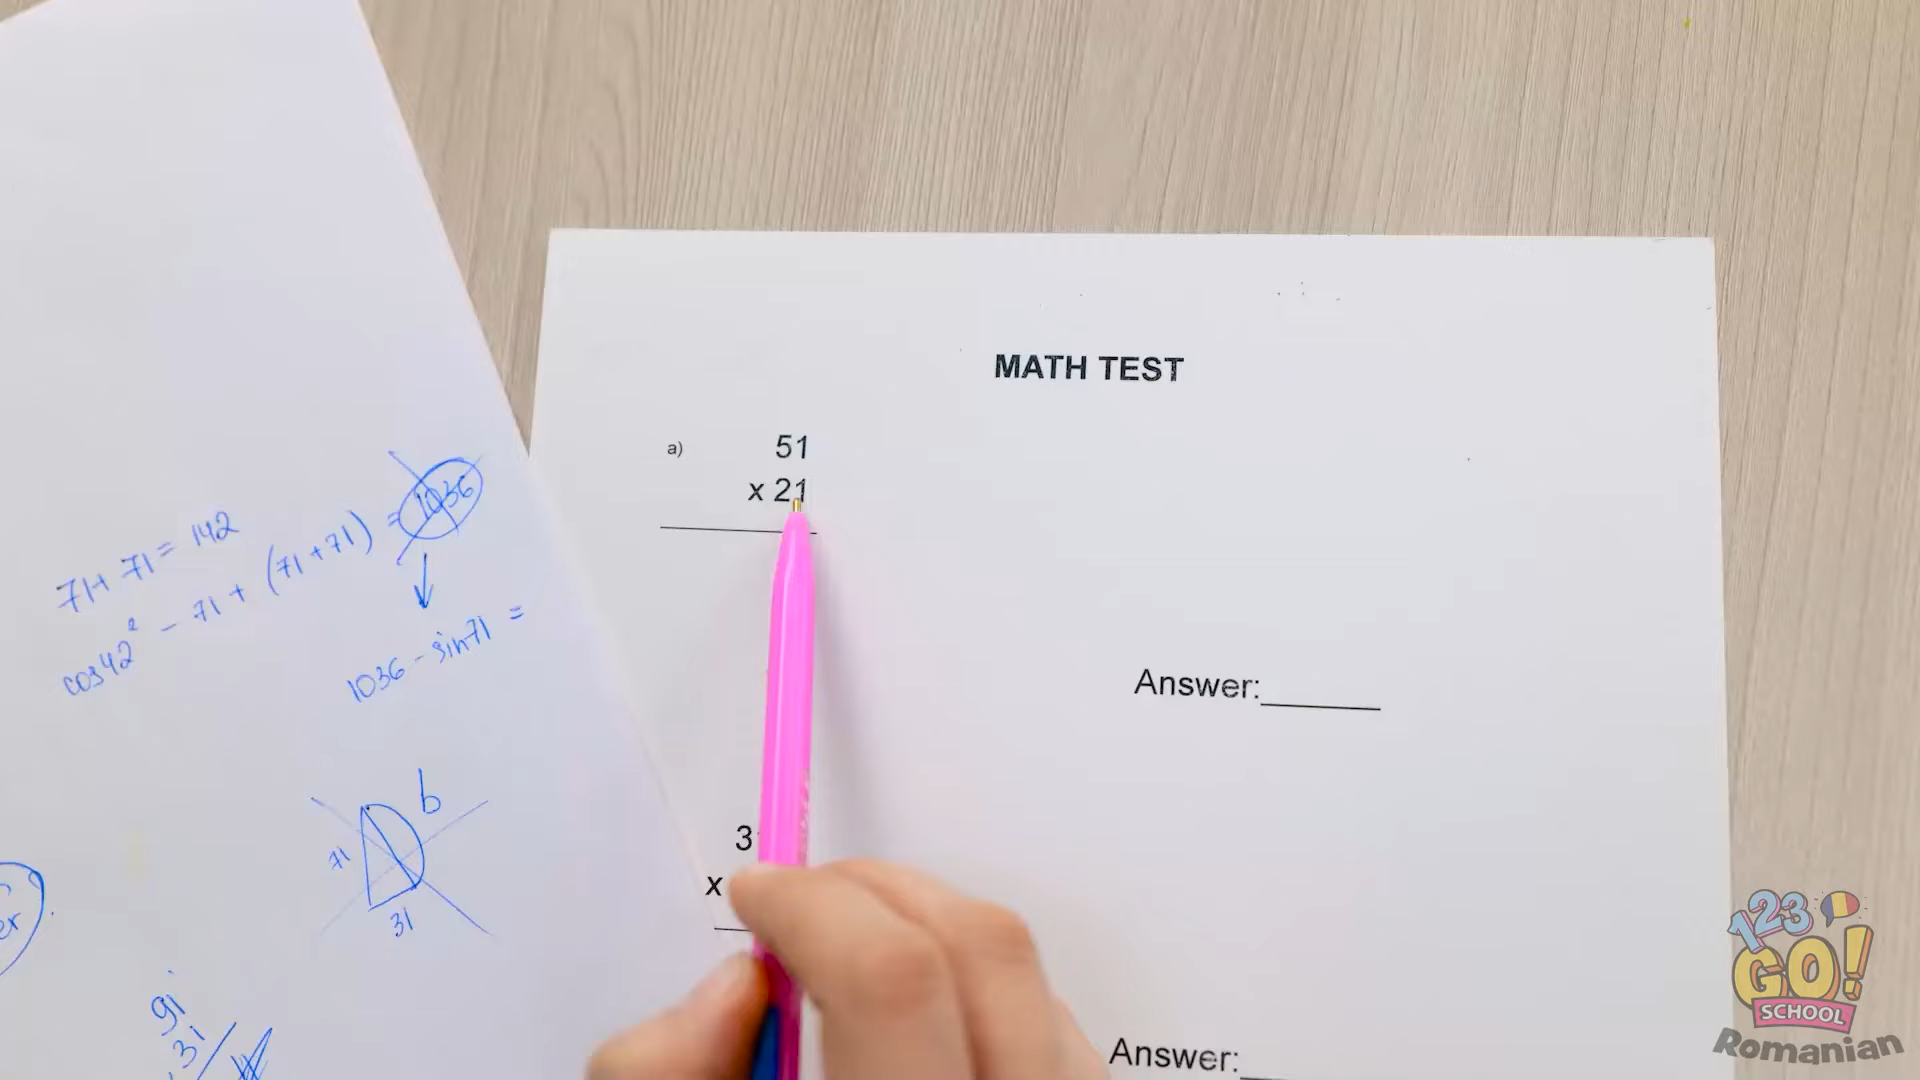 MATH TEST
a) 51
x 21
Answer:
3
x
Answer:
71+ 71= 142
cos42² - 71 + (71+71) = 1036
1036 - sin71 =
b
71
31
91
31
123
GO!
SCHOOL
Romanian